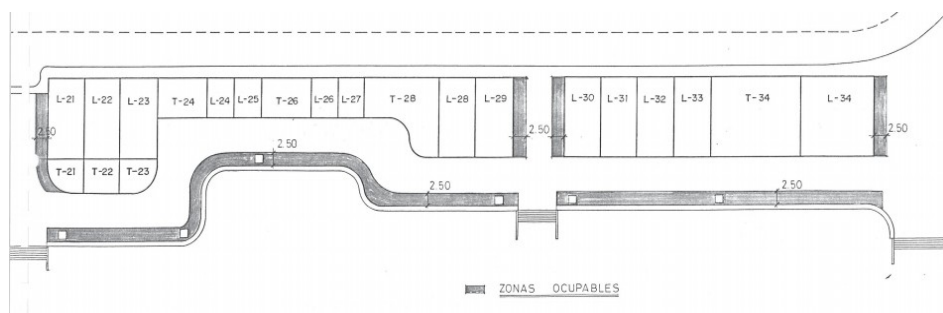 L-21 L-22 L-23 T-24 L-24 L-25 T-26 L-26 L-27 T-28 L-28 L-29 L-30 L-31 L-32 L-33 T-34 L-34
2.50 2.50 2.50
2.50
T-21 T-22 T-23
2.50 2.50
ZONAS OCUPABLES